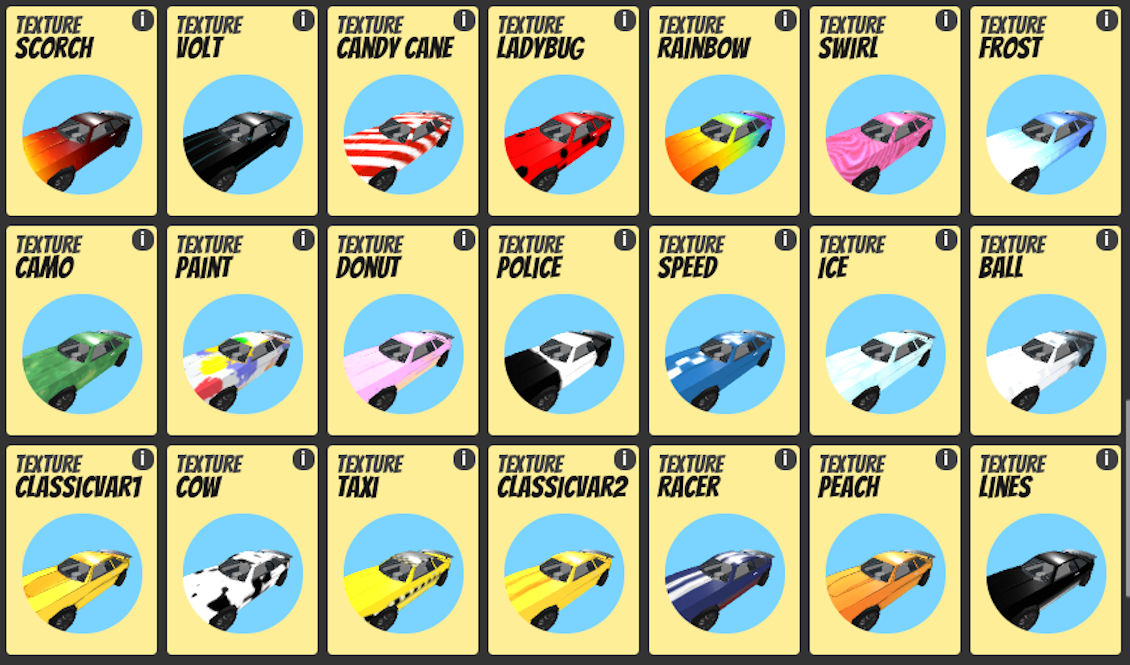 TEXTURE
SCORCH
i
TEXTURE
VOLT
i
TEXTURE
CANDY CANE
i
TEXTURE
LADYBUG
i
TEXTURE
RAINBOW
i
TEXTURE
SWIRL
i
TEXTURE
FROST
i
TEXTURE
CAMO
i
TEXTURE
PAINT
i
TEXTURE
DONUT
i
TEXTURE
POLICE
i
TEXTURE
SPEED
i
TEXTURE
ICE
i
TEXTURE
BALL
i
TEXTURE
CLASSICVAR1
i
TEXTURE
COW
i
TEXTURE
TAXI
i
TEXTURE
CLASSICVAR2
i
TEXTURE
RACER
i
TEXTURE
PEACH
i
TEXTURE
LINES
i